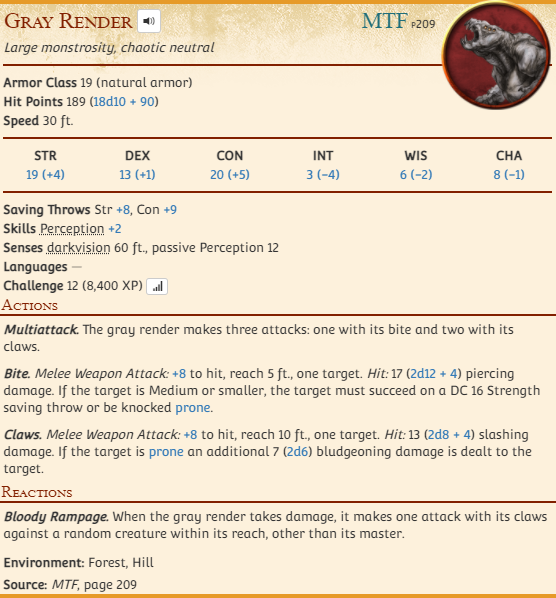 Gray Render
MTF P209
Large monstrosity, chaotic neutral
Armor Class 19 (natural armor)
Hit Points 189 (18d10 + 90)
Speed 30 ft.
STR DEX CON INT WIS CHA
19 (+4) 13 (+1) 20 (+5) 3 (−4) 6 (−2) 8 (−1)
Saving Throws Str +8, Con +9
Skills Perception +2
Senses darkvision 60 ft., passive Perception 12
Languages —
Challenge 12 (8,400 XP)
Actions
Multiattack. The gray render makes three attacks: one with its bite and two with its
claws.
Bite. Melee Weapon Attack: +8 to hit, reach 5 ft., one target. Hit: 17 (2d12 + 4) piercing
damage. If the target is Medium or smaller, the target must succeed on a DC 16 Strength
saving throw or be knocked prone.
Claws. Melee Weapon Attack: +8 to hit, reach 10 ft., one target. Hit: 13 (2d8 + 4) slashing
damage. If the target is prone an additional 7 (2d6) bludgeoning damage is dealt to the
target.
Reactions
Bloody Rampage. When the gray render takes damage, it makes one attack with its claws
against a random creature within its reach, other than its master.
Environment: Forest, Hill
Source: MTF, page 209